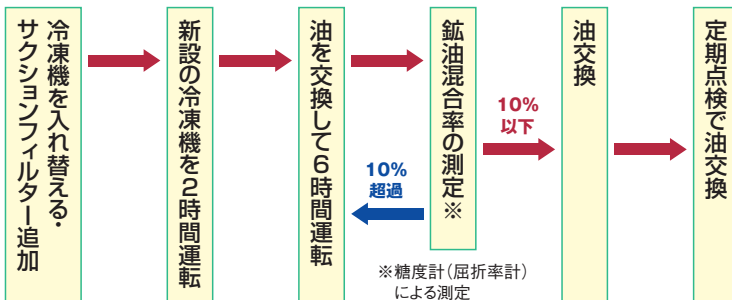 冷凍機を入れ替える・
サクションフィルター追加
新設の冷凍機を2時間運転
油を交換して6時間運転
鉱油混合率の測定※
10%
以下
10%
超過
※糖度計(屈折率計)
による測定
油交換
定期点検で油交換